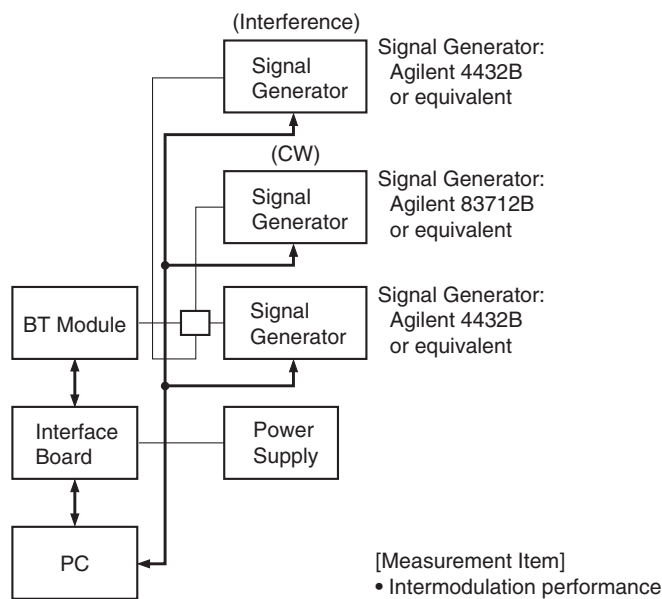 (Interference)
Signal
Generator
Signal Generator:
Agilent 4432B
or equivalent
(CW)
Signal
Generator
Signal Generator:
Agilent 83712B
or equivalent
BT Module
Signal
Generator
Signal Generator:
Agilent 4432B
or equivalent
Interface
Board
Power
Supply
PC
[Measurement Item]
• Intermodulation performance